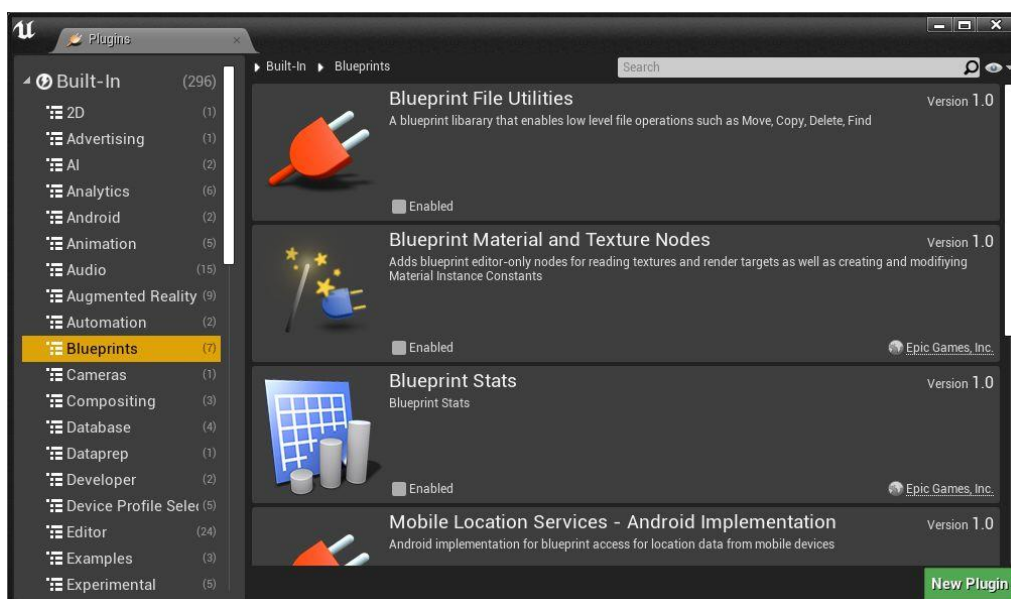 Plugins
Built-In (296)
2D (1)
Advertising (1)
AI (2)
Analytics (6)
Android (2)
Animation (5)
Audio (15)
Augmented Reality (9)
Automation (2)
Blueprints (7)
Cameras (1)
Compositing (3)
Database (4)
Dataprep (1)
Developer (2)
Device Profile Selec (5)
Editor (24)
Examples (3)
Experimental (5)
Built-In Blueprints
Search
Blueprint File Utilities Version 1.0
A blueprint libarary that enables low level file operations such as Move, Copy, Delete, Find
Enabled
Blueprint Material and Texture Nodes Version 1.0
Adds blueprint editor-only nodes for reading textures and render targets as well as creating and modifiying
Material Instance Constants
Enabled Epic Games, Inc.
Blueprint Stats Version 1.0
Blueprint Stats
Enabled Epic Games, Inc.
Mobile Location Services - Android Implementation Version 1.0
Android implementation for blueprint access for location data from mobile devices
New Plugin